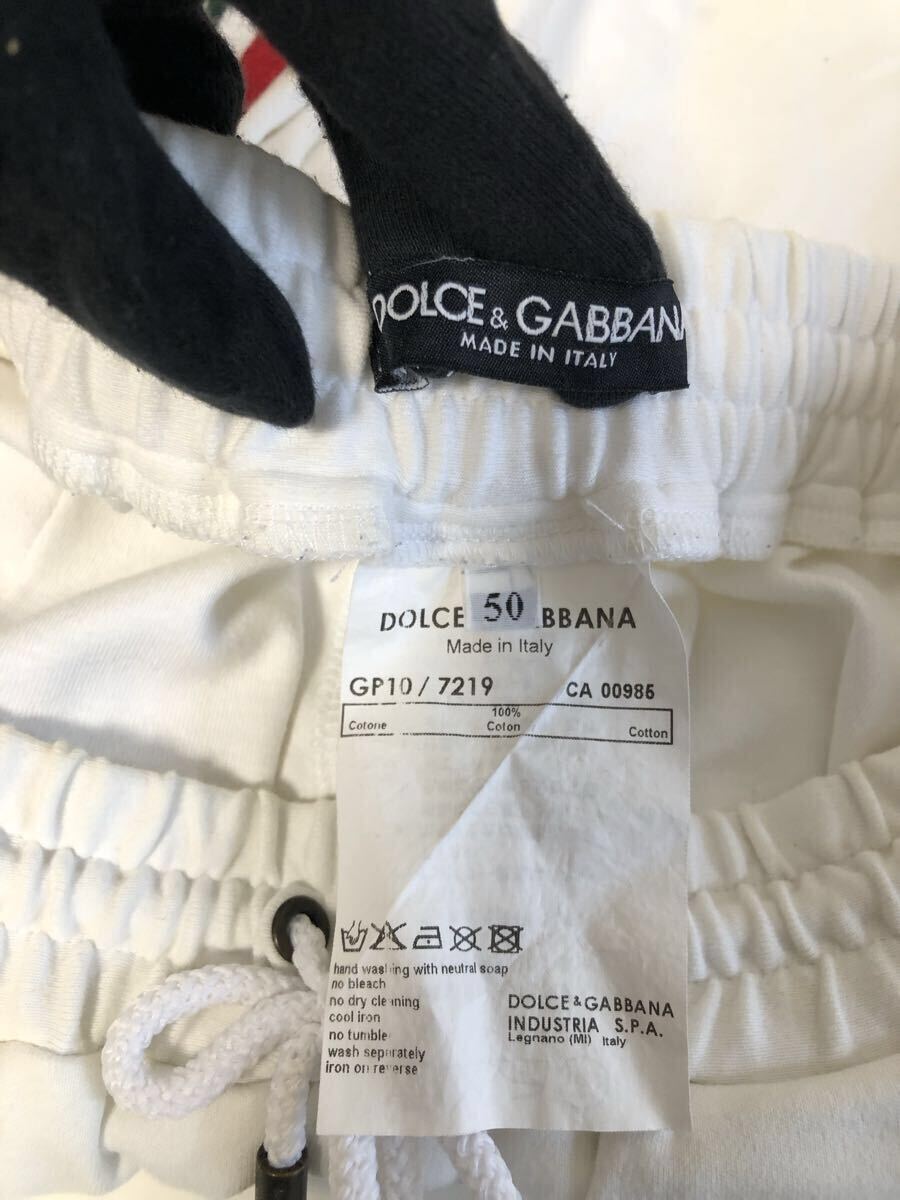 DOLCE & GABBANA
MADE IN ITALY
50
DOLCE BBANA
Made in Italy
GP10 / 7219 CA 00985
100%
Cotone Coton Cotton
hand washing with neutral soap
no bleach
no dry cleaning
cool iron
no tumble
wash separately
iron on reverse
DOLCE & GABBANA
INDUSTRIA S.P.A.
Legnano (MI) Italy